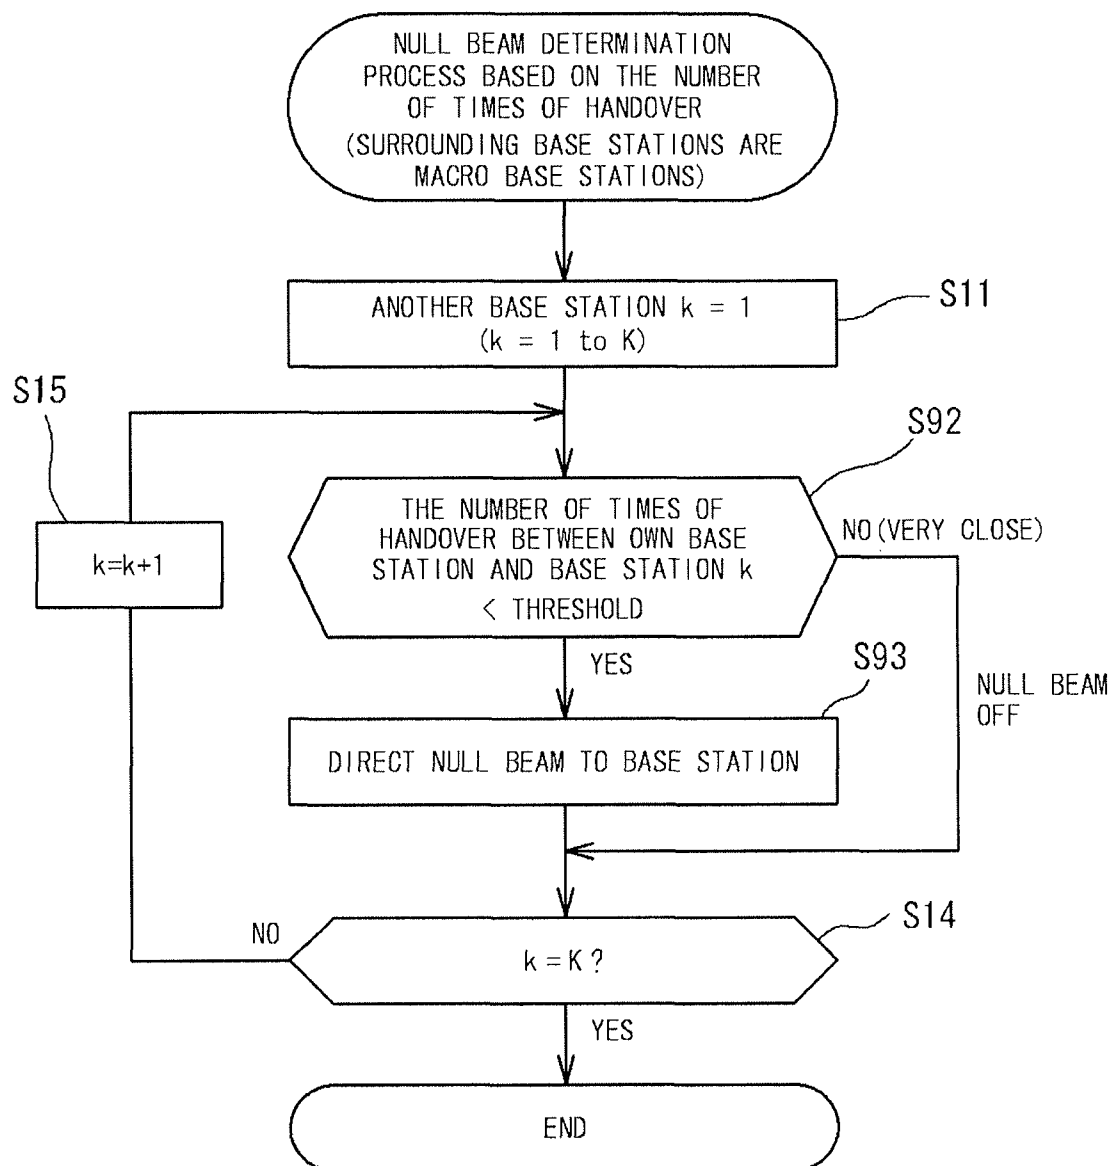 NULL BEAM DETERMINATION
PROCESS BASED ON THE NUMBER
OF TIMES OF HANDOVER
(SURROUNDING BASE STATIONS ARE
MACRO BASE STATIONS)
ANOTHER BASE STATION k = 1
(k = 1 to K)
S11
S15
k=k+1
S92
THE NUMBER OF TIMES OF
HANDOVER BETWEEN OWN BASE
STATION AND BASE STATION k
< THRESHOLD
NO (VERY CLOSE)
YES
S93
NULL BEAM
OFF
DIRECT NULL BEAM TO BASE STATION
NO
S14
k = K ?
YES
END